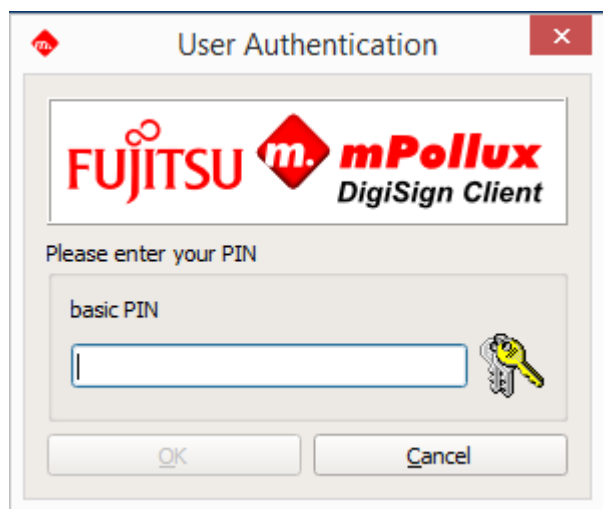 m.
User Authentication
FUJITSU m. mPollux
DigiSign Client
Please enter your PIN
basic PIN
OK
Cancel